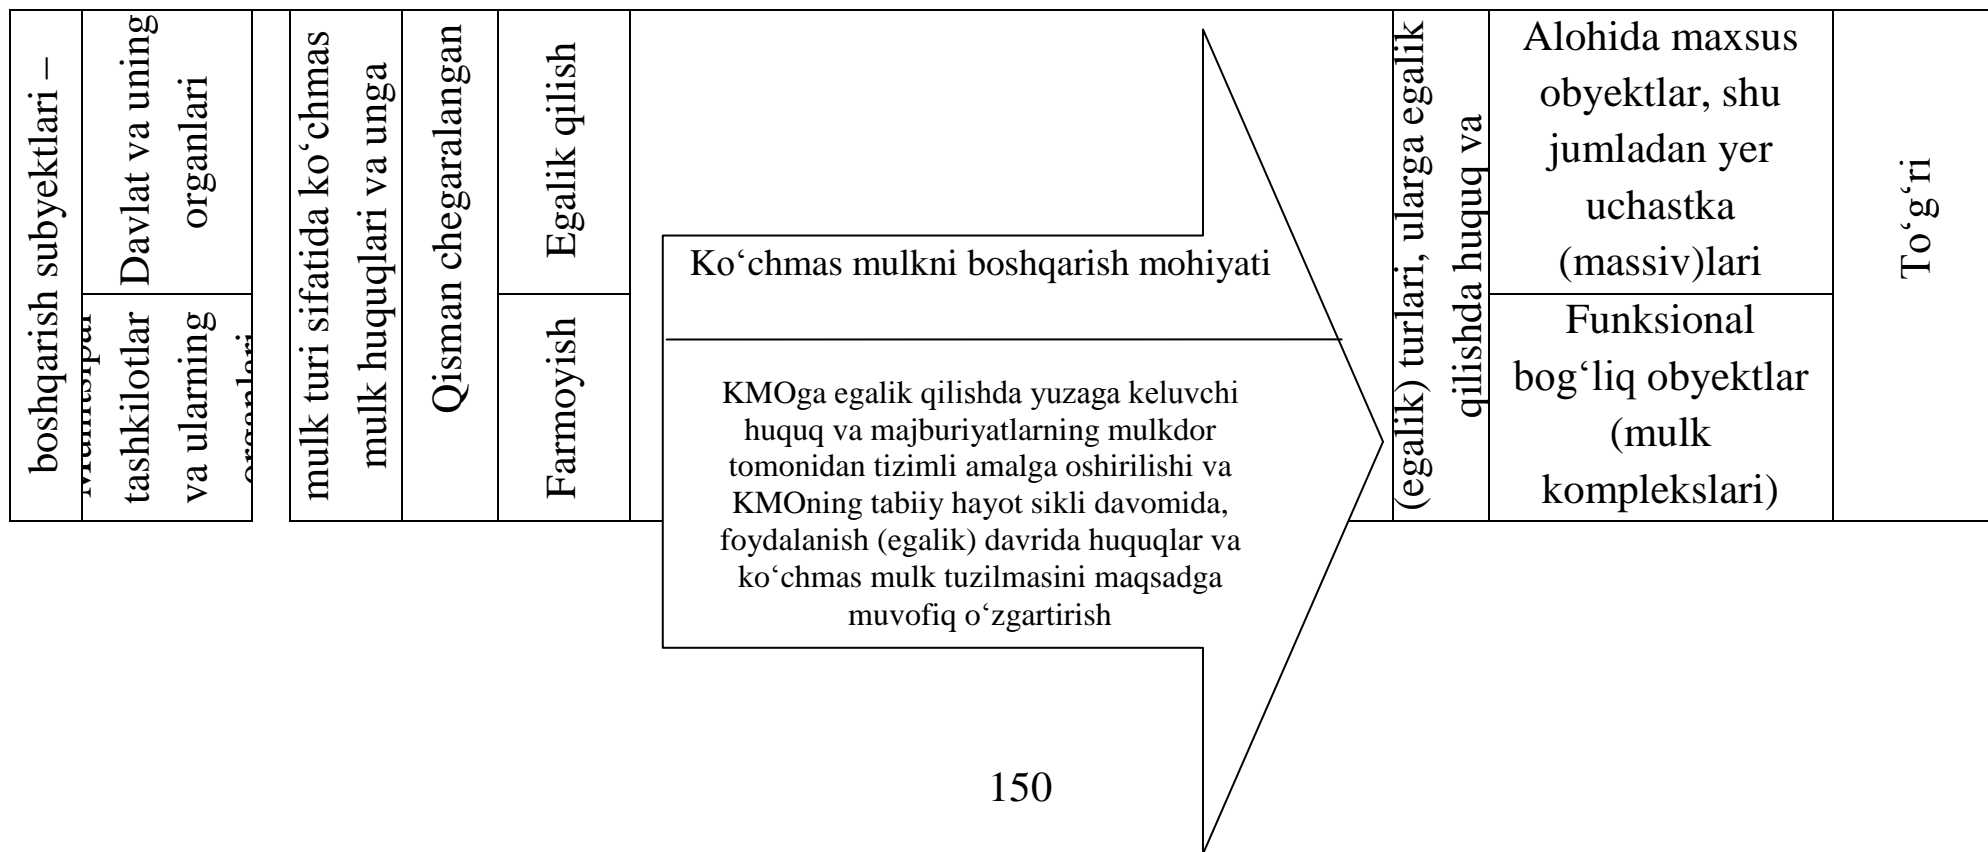 boshqarish subyektlari –
Davlat va uning
organlari
tashkilotlar
va ularning
mulk turi sifatida ko‘chmas
mulk huquqlari va unga
Qisman chegaralangan
Egalik qilish
Farmoyish
Ko‘chmas mulkni boshqarish mohiyati
KMOga egalik qilishda yuzaga keluvchi
huquq va majburiyatlarning mulkdor
tomonidan tizimli amalga oshirilishi va
KMOning tabiiy hayot sikli davomida,
foydalanish (egalik) davrida huquqlar va
ko‘chmas mulk tuzilmasini maqsadga
muvofiq o‘zgartirish
(egalik) turlari, ularga egalik
qilishda huquq va
Alohida maxsus
obyektlar, shu
jumladan yer
uchastka
(massiv)lari
Funksional
bog‘liq obyektlar
(mulk
komplekslari)
To‘g‘ri
150